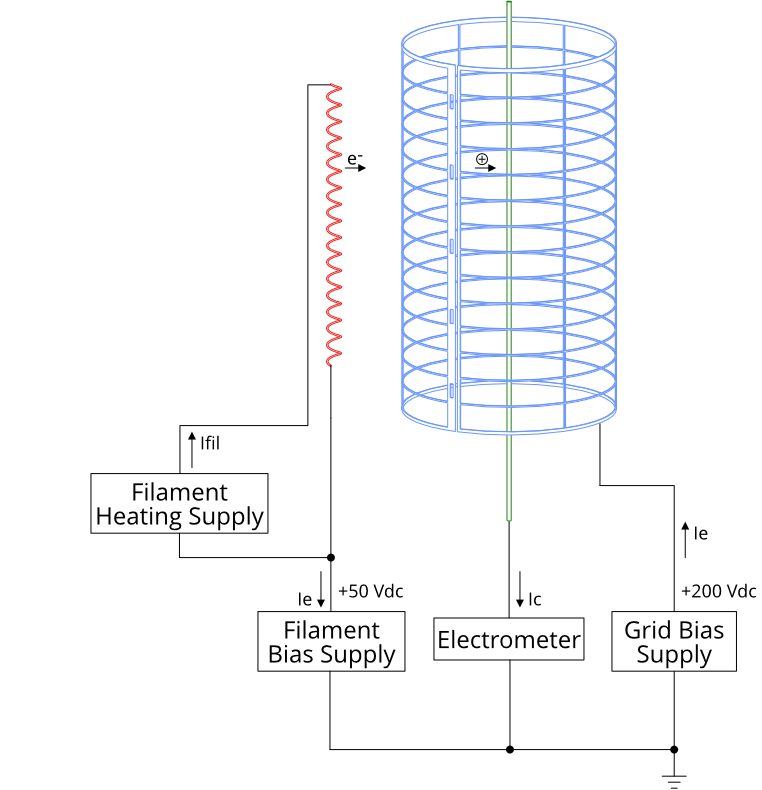 e-
⊕
Ifil
Filament
Heating Supply
Ie
+50 Vdc
Ic
Ie
+200 Vdc
Filament
Bias Supply
Electrometer
Grid Bias
Supply